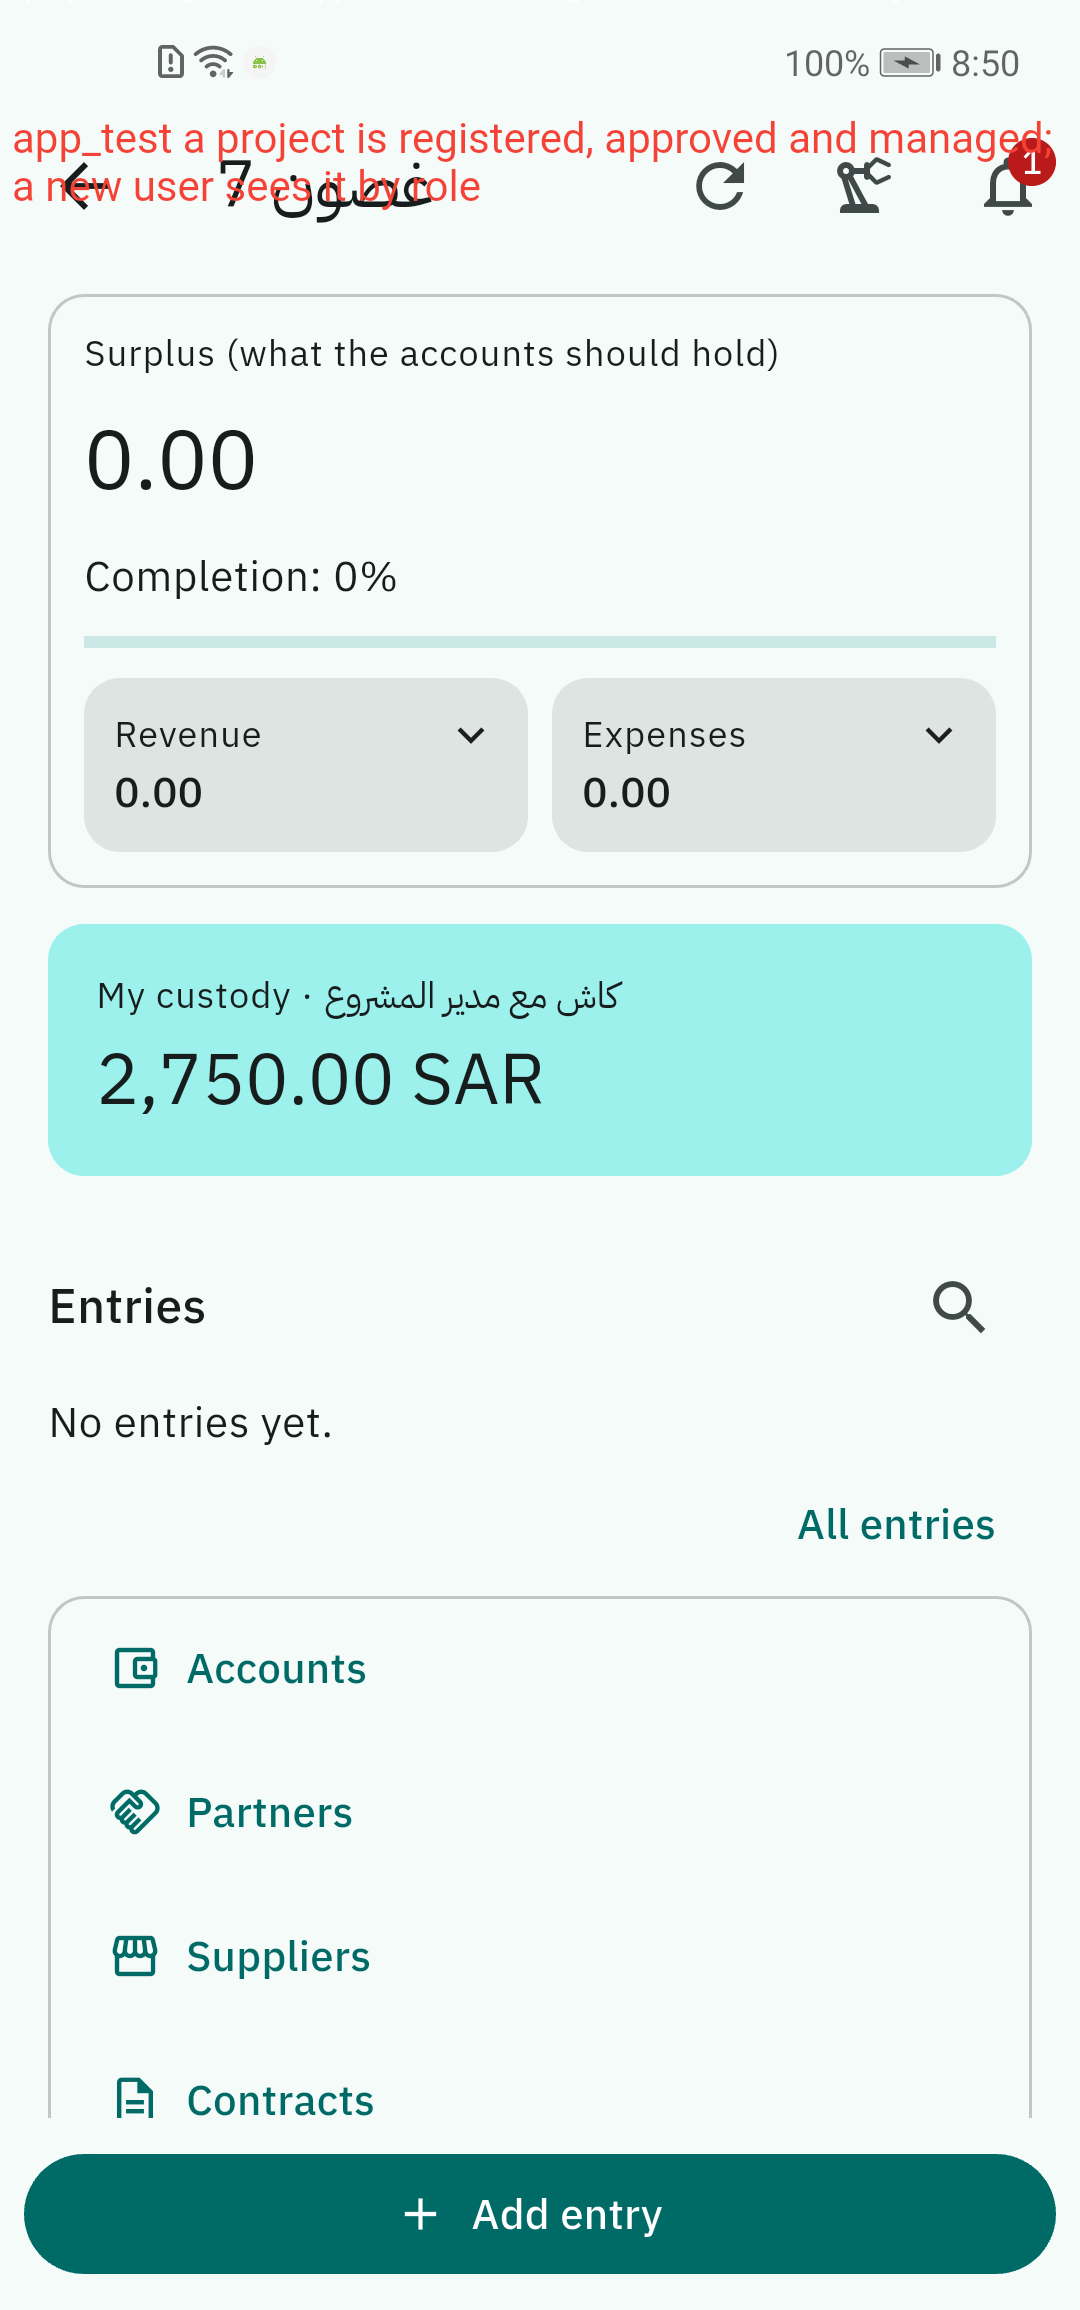 100% 8:50
app_test a project is registered, approved and managed;
a new user sees it by role
غصون 7
1
Surplus (what the accounts should hold)
0.00
Completion: 0%
Revenue
0.00
Expenses
0.00
My custody · كاش مع مدير المشروع
2,750.00 SAR
Entries
No entries yet.
All entries
Accounts
Partners
Suppliers
Contracts
Add entry